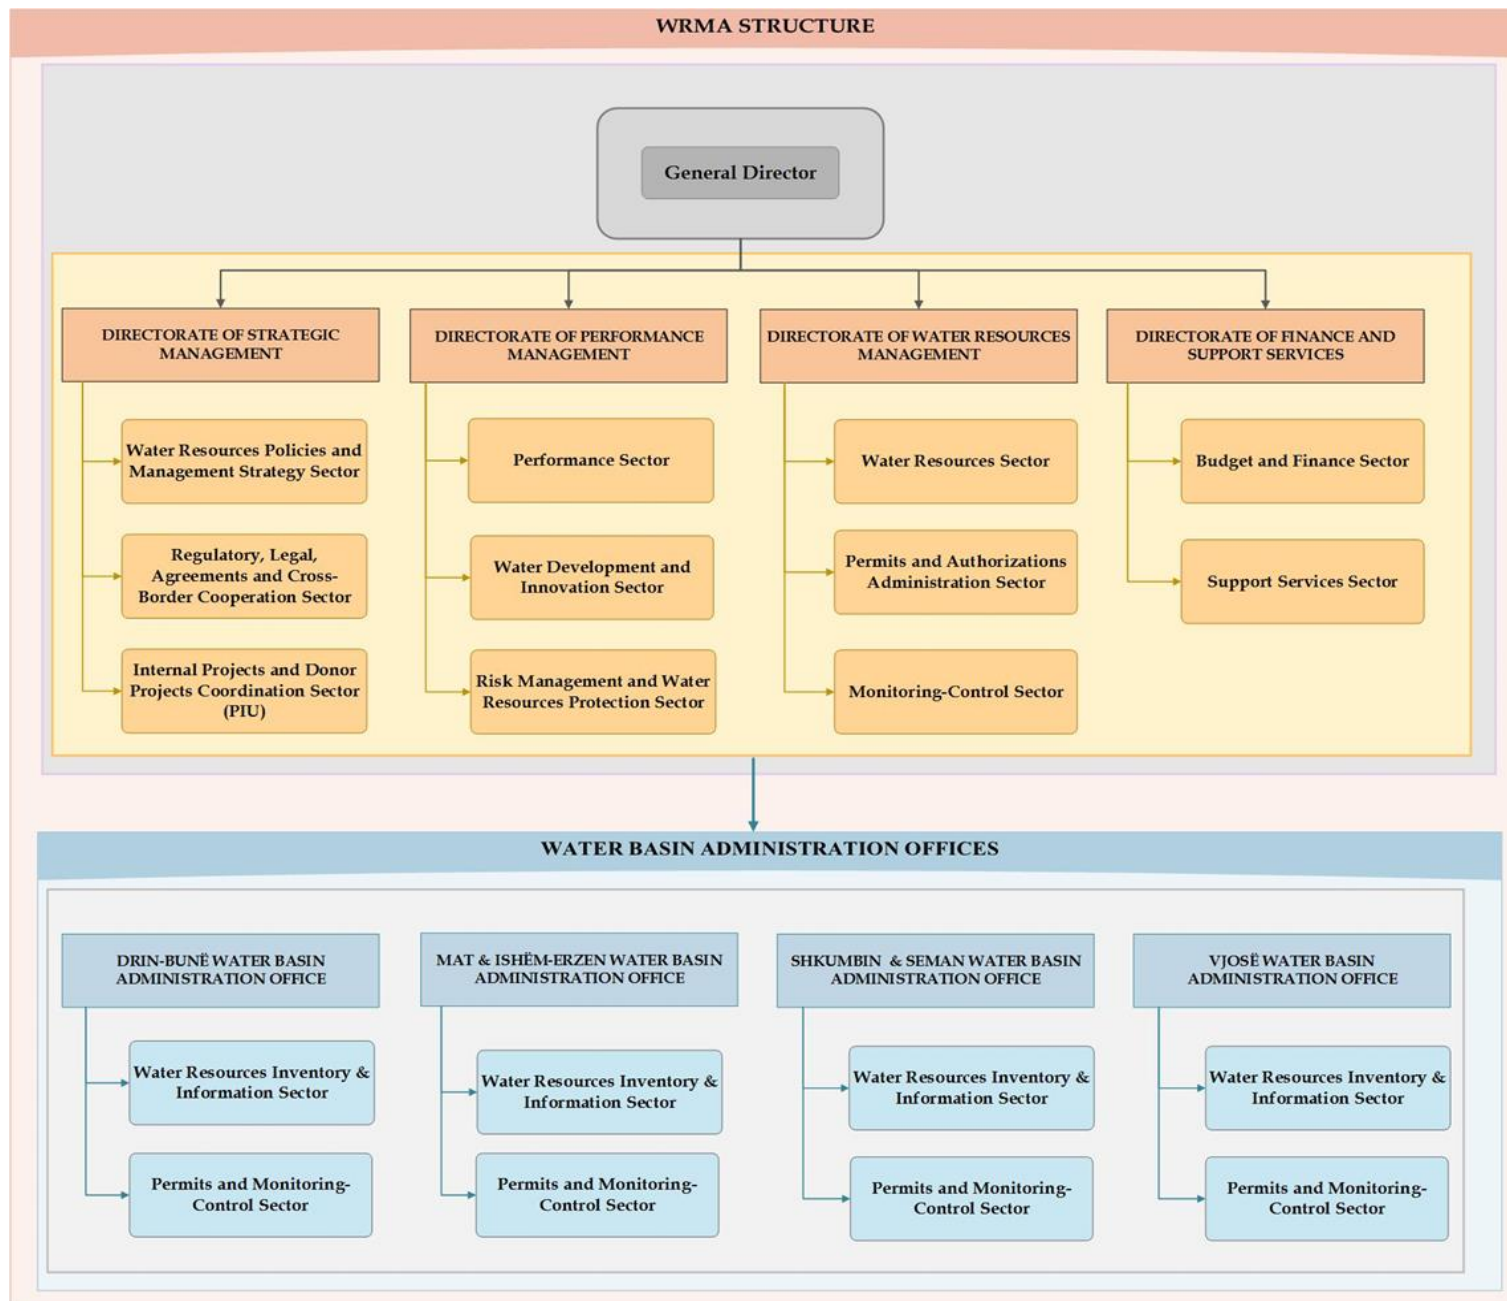 WRMA STRUCTURE
General Director
DIRECTORATE OF STRATEGIC
MANAGEMENT
Water Resources Policies and
Management Strategy Sector
Regulatory, Legal,
Agreements and Cross-
Border Cooperation Sector
Internal Projects and Donor
Projects Coordination Sector
(PIU)
DIRECTORATE OF PERFORMANCE
MANAGEMENT
Performance Sector
Water Development and
Innovation Sector
Risk Management and Water
Resources Protection Sector
DIRECTORATE OF WATER RESOURCES
MANAGEMENT
Water Resources Sector
Permits and Authorizations
Administration Sector
Monitoring-Control Sector
DIRECTORATE OF FINANCE AND
SUPPORT SERVICES
Budget and Finance Sector
Support Services Sector
WATER BASIN ADMINISTRATION OFFICES
DRIN-BUNË WATER BASIN
ADMINISTRATION OFFICE
Water Resources Inventory &
Information Sector
Permits and Monitoring-
Control Sector
MAT & ISHËM-ERZEN WATER BASIN
ADMINISTRATION OFFICE
Water Resources Inventory &
Information Sector
Permits and Monitoring-
Control Sector
SHKUMBIN & SEMAN WATER BASIN
ADMINISTRATION OFFICE
Water Resources Inventory &
Information Sector
Permits and Monitoring-
Control Sector
VJOSË WATER BASIN
ADMINISTRATION OFFICE
Water Resources Inventory &
Information Sector
Permits and Monitoring-
Control Sector